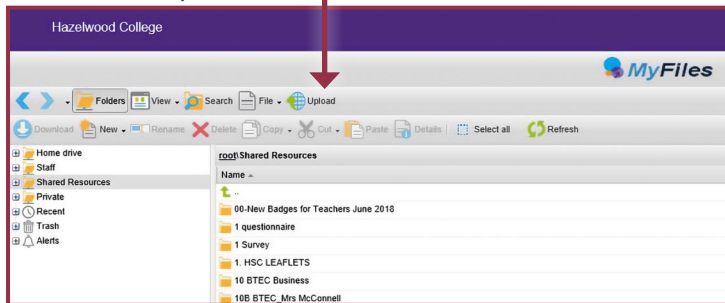 Hazelwood College
MyFiles
Folders View Search File Upload
Download New Rename Delete Copy Cut Paste Details Select all Refresh
Home drive
Staff
Shared Resources
Private
Recent
Trash
Alerts
root\Shared Resources
Name
..
00-New Badges for Teachers June 2018
1 questionnaire
1 Survey
1. HSC LEAFLETS
10 BTEC Business
10B BTEC_Mrs McConnell